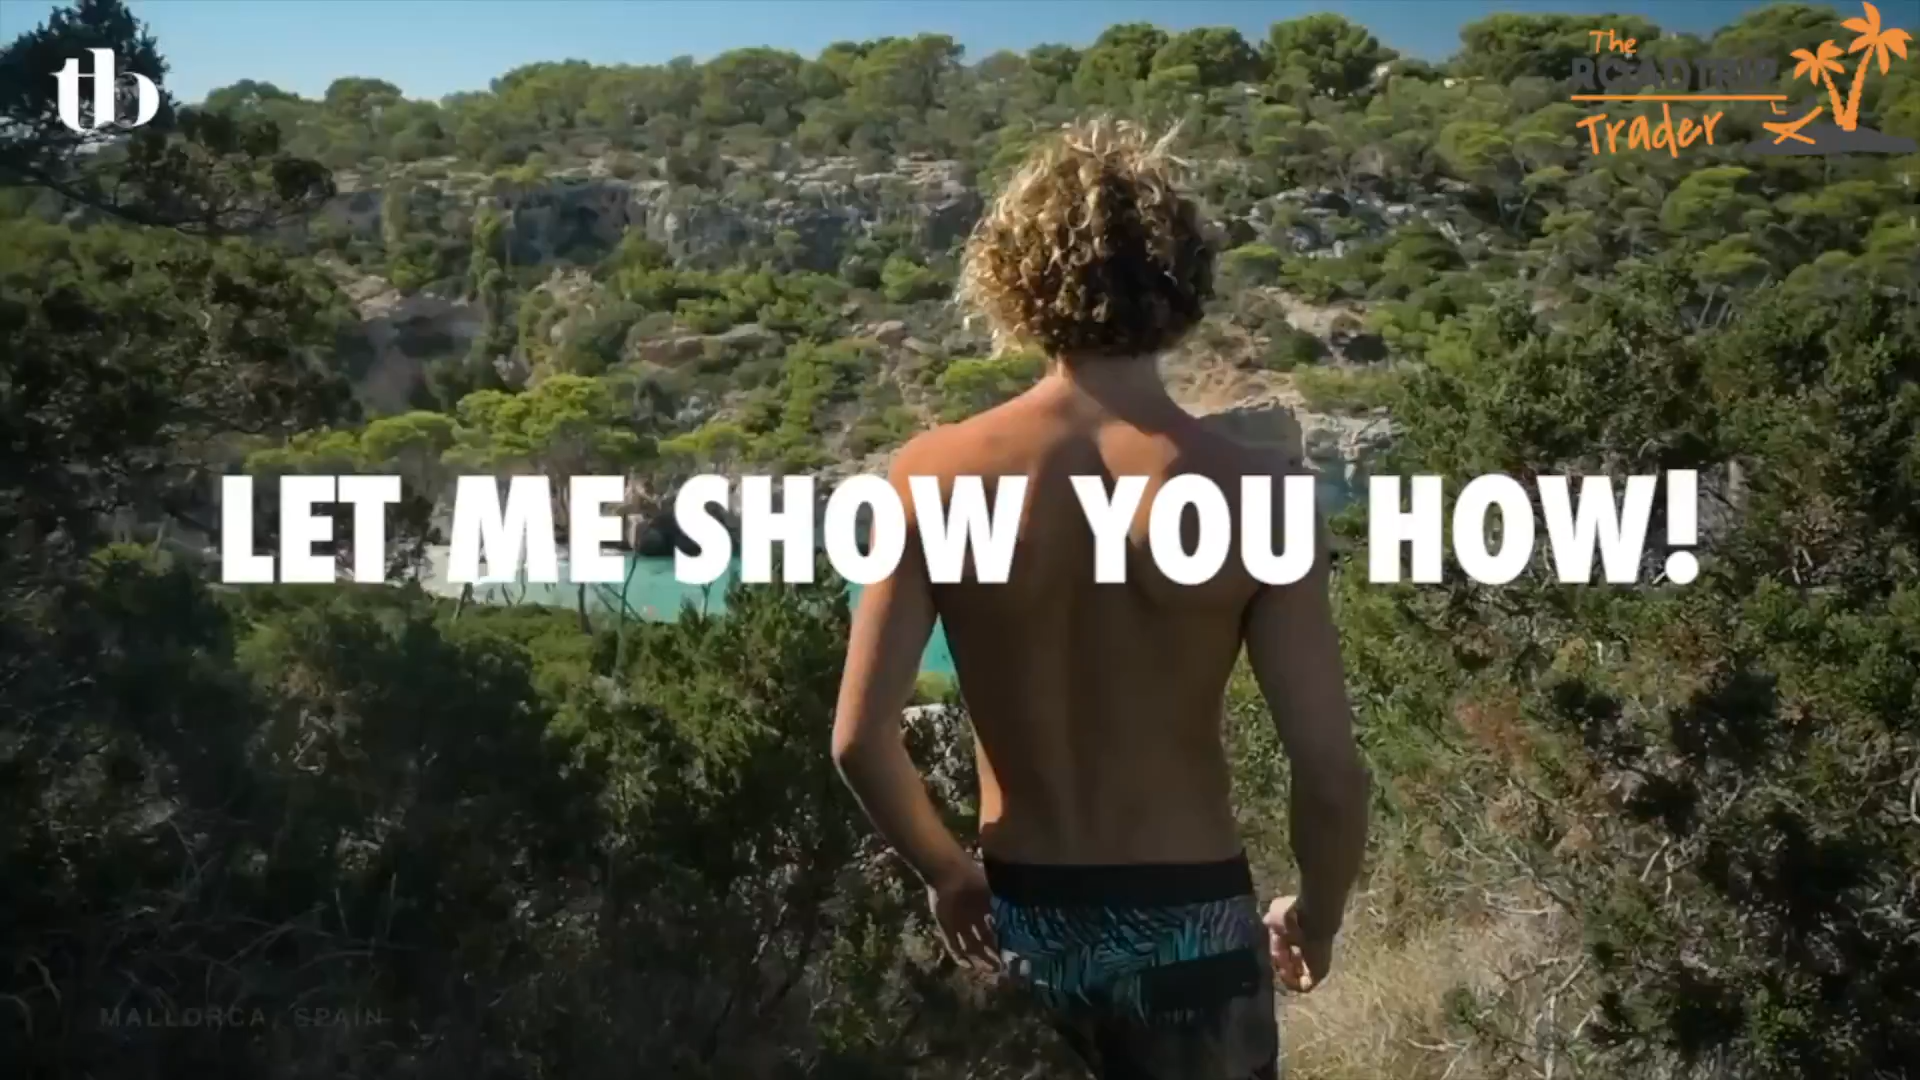 tb
The
ROAD TRIP
Trader
LET ME SHOW YOU HOW!
MALLORCA, SPAIN